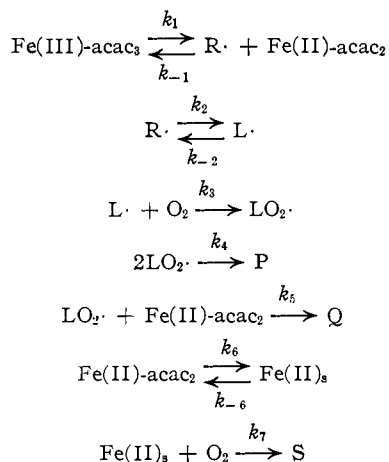 k₁
Fe(III)-acac₃ ⇌ R· + Fe(II)-acac₂
k₋₁
k₂
R· ⇌ L·
k₋₂
k₃
L· + O₂ ⟶ LO₂·
k₄
2LO₂· ⟶ P
k₅
LO₂· + Fe(II)-acac₂ ⟶ Q
k₆
Fe(II)-acac₂ ⇌ Fe(II)ₛ
k₋₆
k₇
Fe(II)ₛ + O₂ ⟶ S